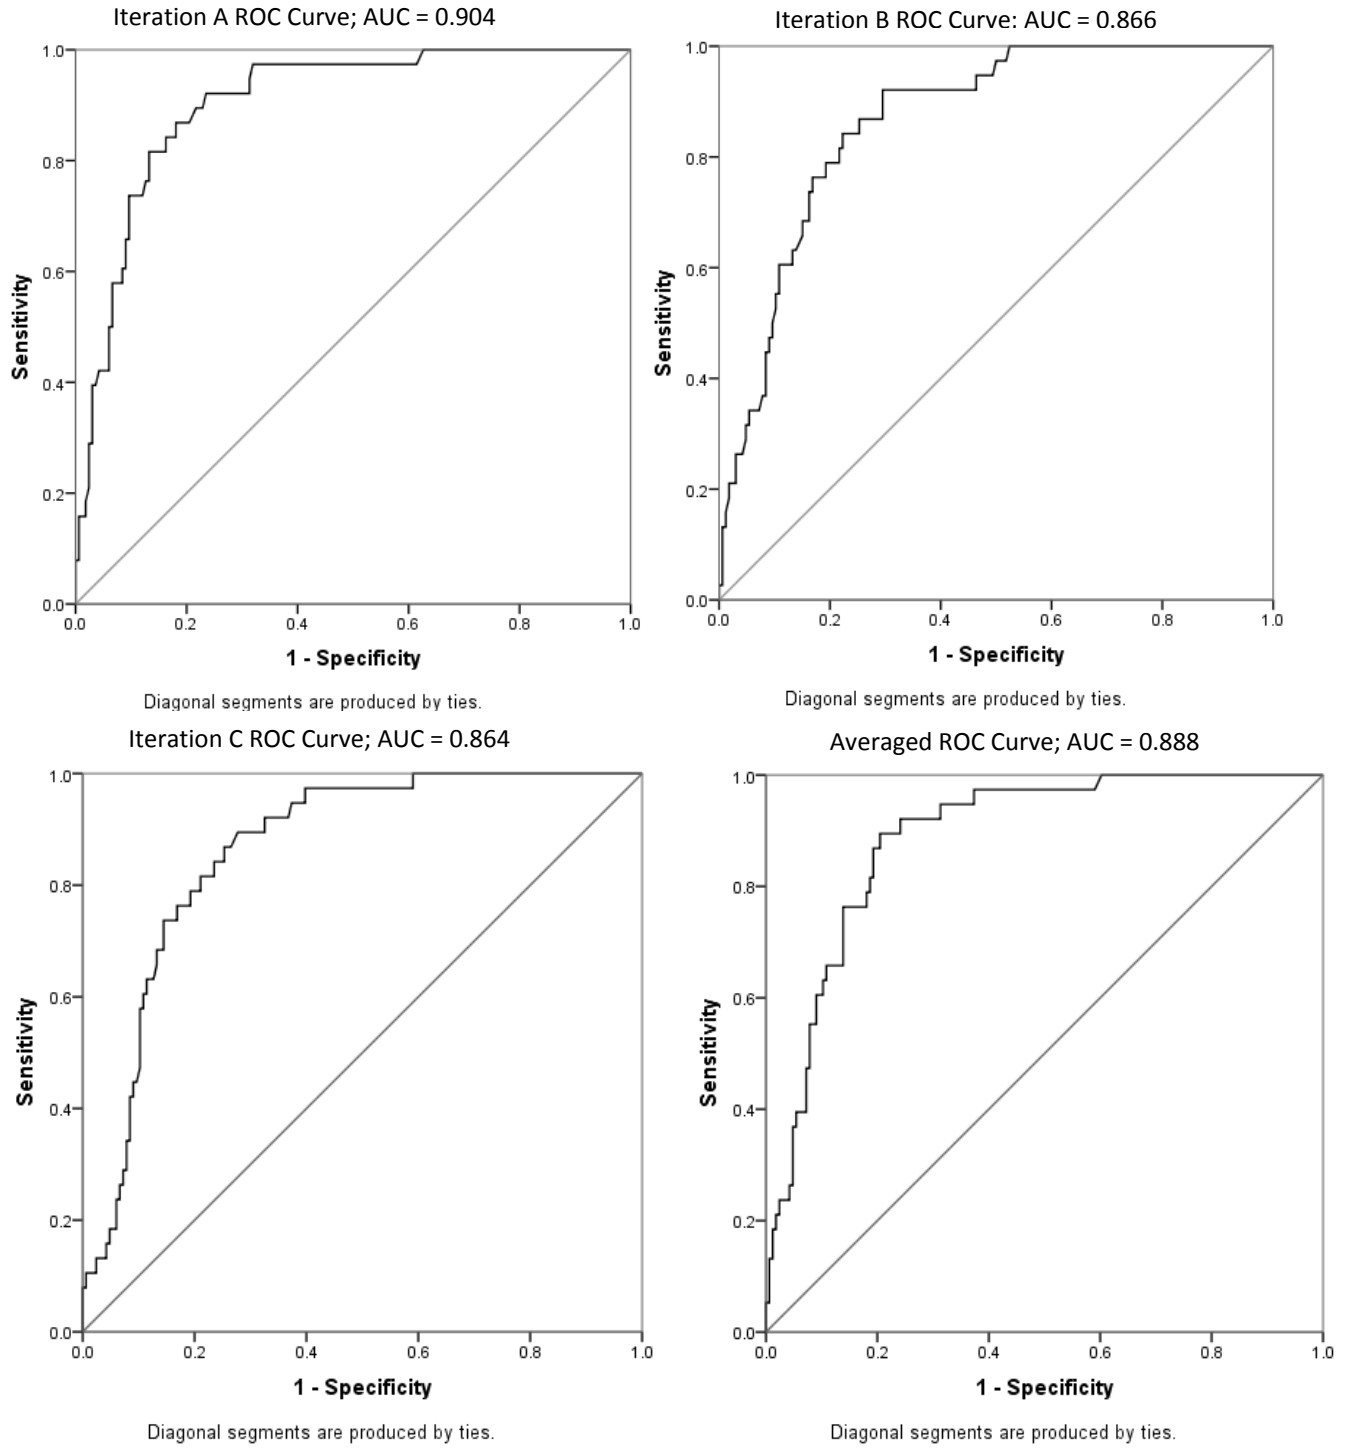 Iteration A ROC Curve; AUC = 0.904
1.0
0.8
0.6
0.4
0.2
0.0
Sensitivity
0.0 0.2 0.4 0.6 0.8 1.0
1 - Specificity
Diagonal segments are produced by ties.
Iteration B ROC Curve: AUC = 0.866
1.0
0.8
0.6
0.4
0.2
0.0
Sensitivity
0.0 0.2 0.4 0.6 0.8 1.0
1 - Specificity
Diagonal segments are produced by ties.
Iteration C ROC Curve; AUC = 0.864
1.0
0.8
0.6
0.4
0.2
0.0
Sensitivity
0.0 0.2 0.4 0.6 0.8 1.0
1 - Specificity
Diagonal segments are produced by ties.
Averaged ROC Curve; AUC = 0.888
1.0
0.8
0.6
0.4
0.2
0.0
Sensitivity
0.0 0.2 0.4 0.6 0.8 1.0
1 - Specificity
Diagonal segments are produced by ties.